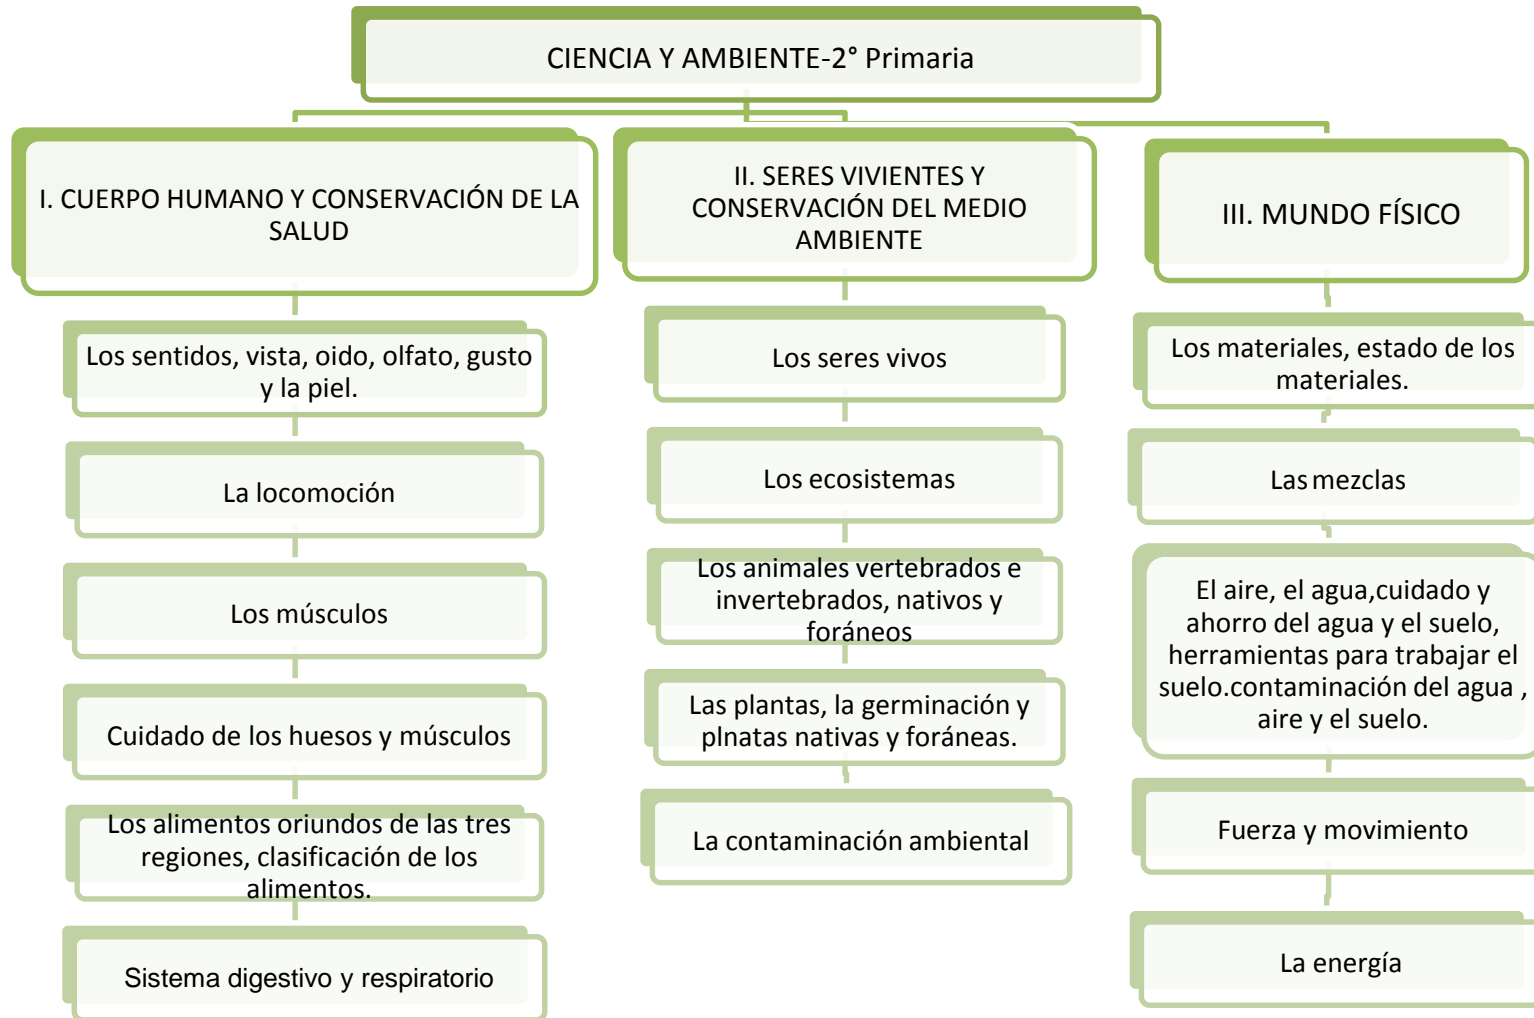 CIENCIA Y AMBIENTE-2° Primaria
I. CUERPO HUMANO Y CONSERVACIÓN DE LA
SALUD
Los sentidos, vista, oido, olfato, gusto
y la piel.
La locomoción
Los músculos
Cuidado de los huesos y músculos
Los alimentos oriundos de las tres
regiones, clasificación de los
alimentos.
Sistema digestivo y respiratorio
II. SERES VIVIENTES Y
CONSERVACIÓN DEL MEDIO
AMBIENTE
Los seres vivos
Los ecosistemas
Los animales vertebrados e
invertebrados, nativos y
foráneos
Las plantas, la germinación y
plnatas nativas y foráneas.
La contaminación ambiental
III. MUNDO FÍSICO
Los materiales, estado de los
materiales.
Las mezclas
El aire, el agua,cuidado y
ahorro del agua y el suelo,
herramientas para trabajar el
suelo.contaminación del agua ,
aire y el suelo.
Fuerza y movimiento
La energía